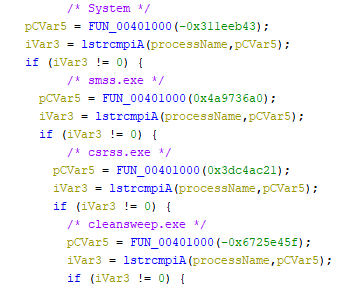 /* System */
pCVar5 = FUN_00401000(-0x311eeb43);
iVar3 = lstrcmpiA(processName,pCVar5);
if (iVar3 != 0) {
/* smss.exe */
pCVar5 = FUN_00401000(0x4a9736a0);
iVar3 = lstrcmpiA(processName,pCVar5);
if (iVar3 != 0) {
/* csrss.exe */
pCVar5 = FUN_00401000(0x3dc4ac21);
iVar3 = lstrcmpiA(processName,pCVar5);
if (iVar3 != 0) {
/* cleansweep.exe */
pCVar5 = FUN_00401000(-0x6725e45f);
iVar3 = lstrcmpiA(processName,pCVar5);
if (iVar3 != 0) {